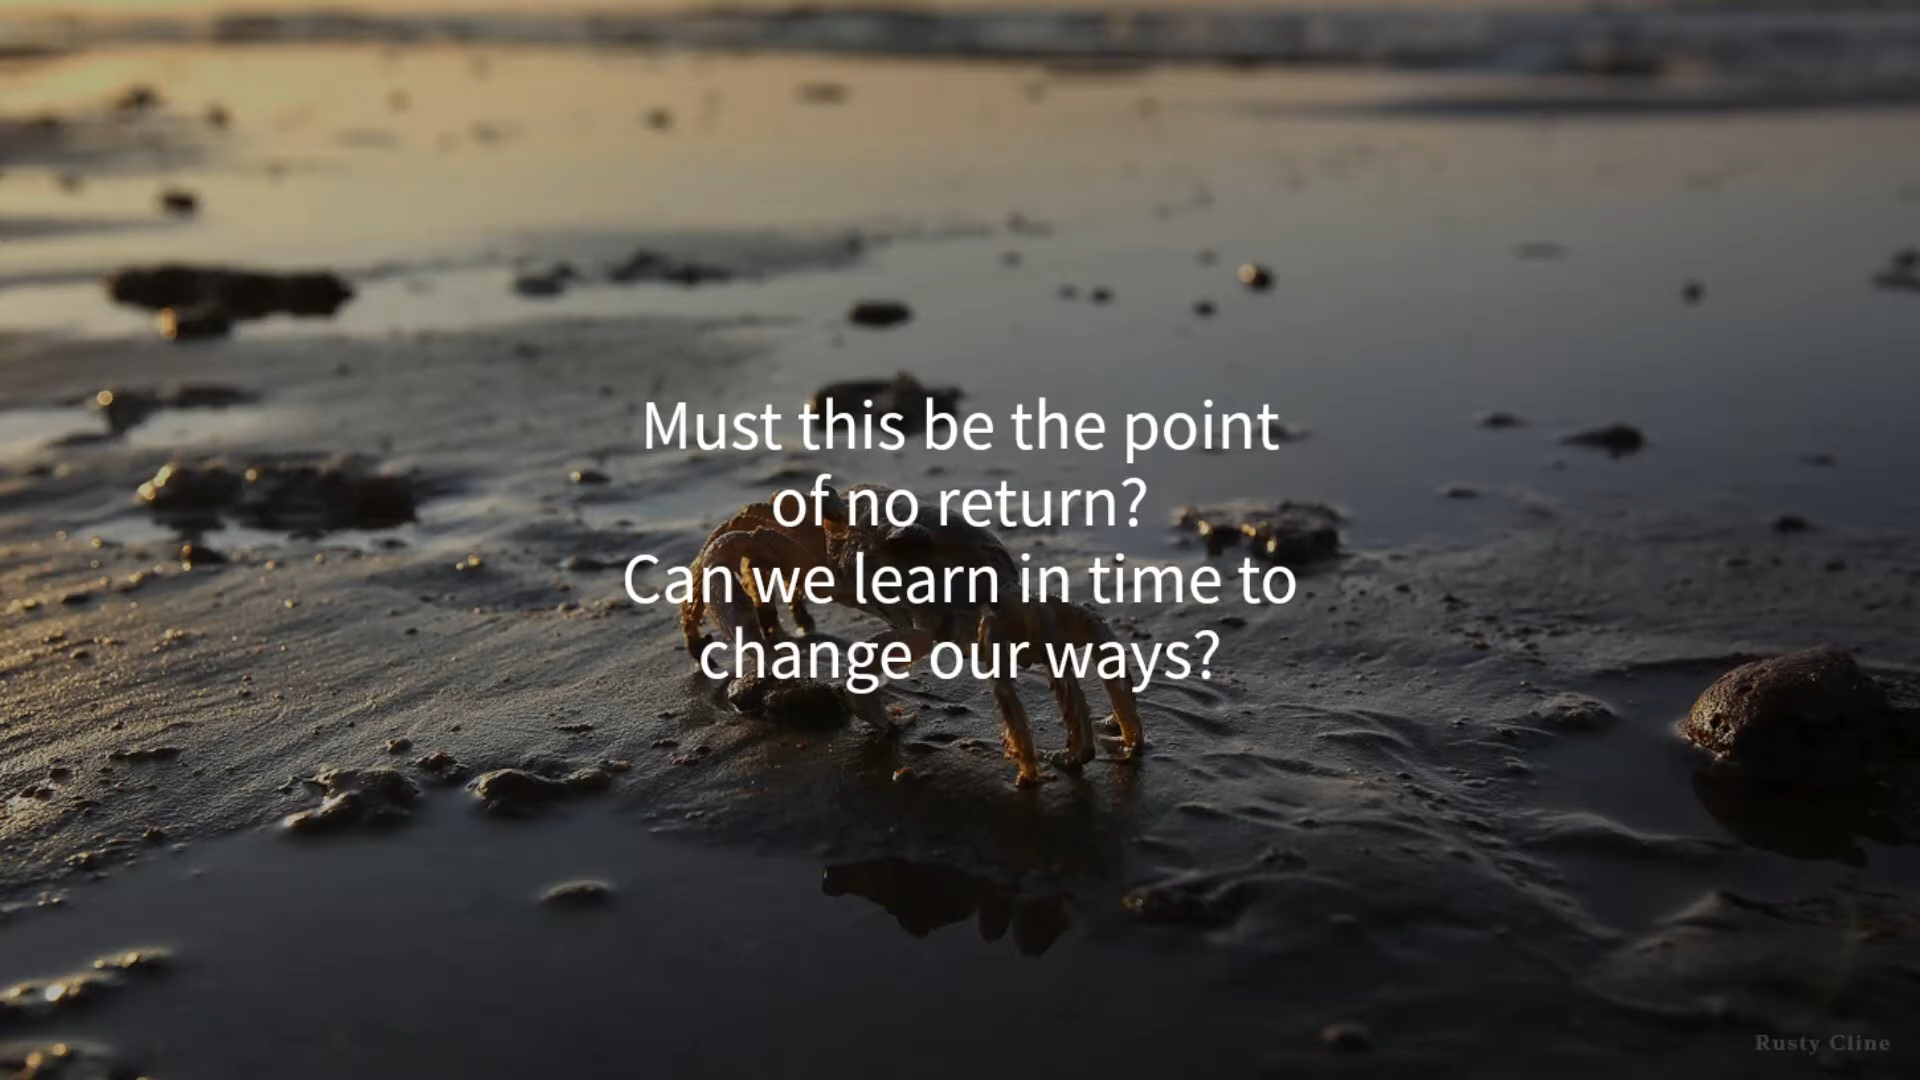 Must this be the point
of no return?
Can we learn in time to
change our ways?
Rusty Cline